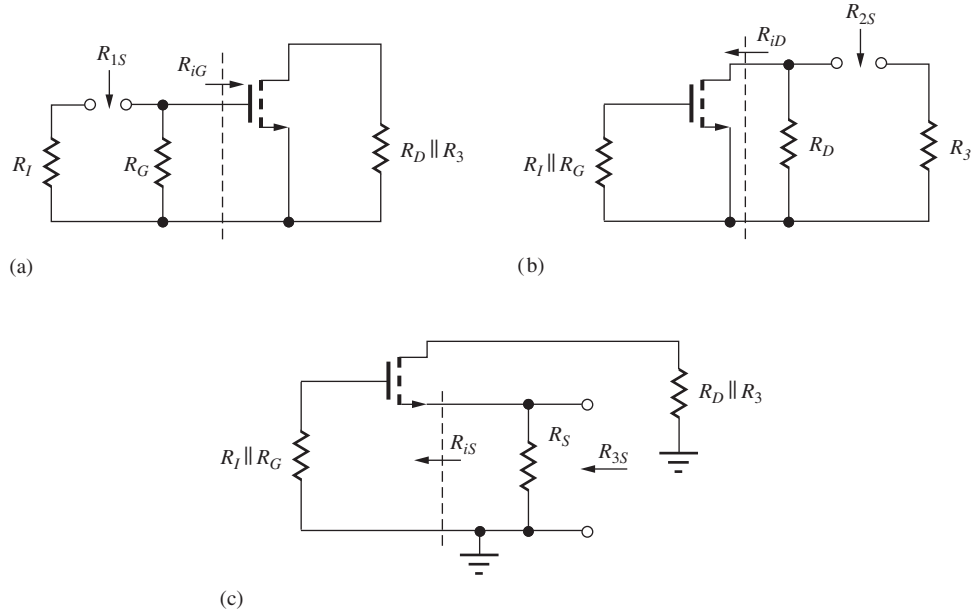 R1S
RiG
RI
RG
RD || R3
(a)
R2S
RiD
RI || RG
RD
R3
(b)
RI || RG
RiS
RS
R3S
RD || R3
(c)